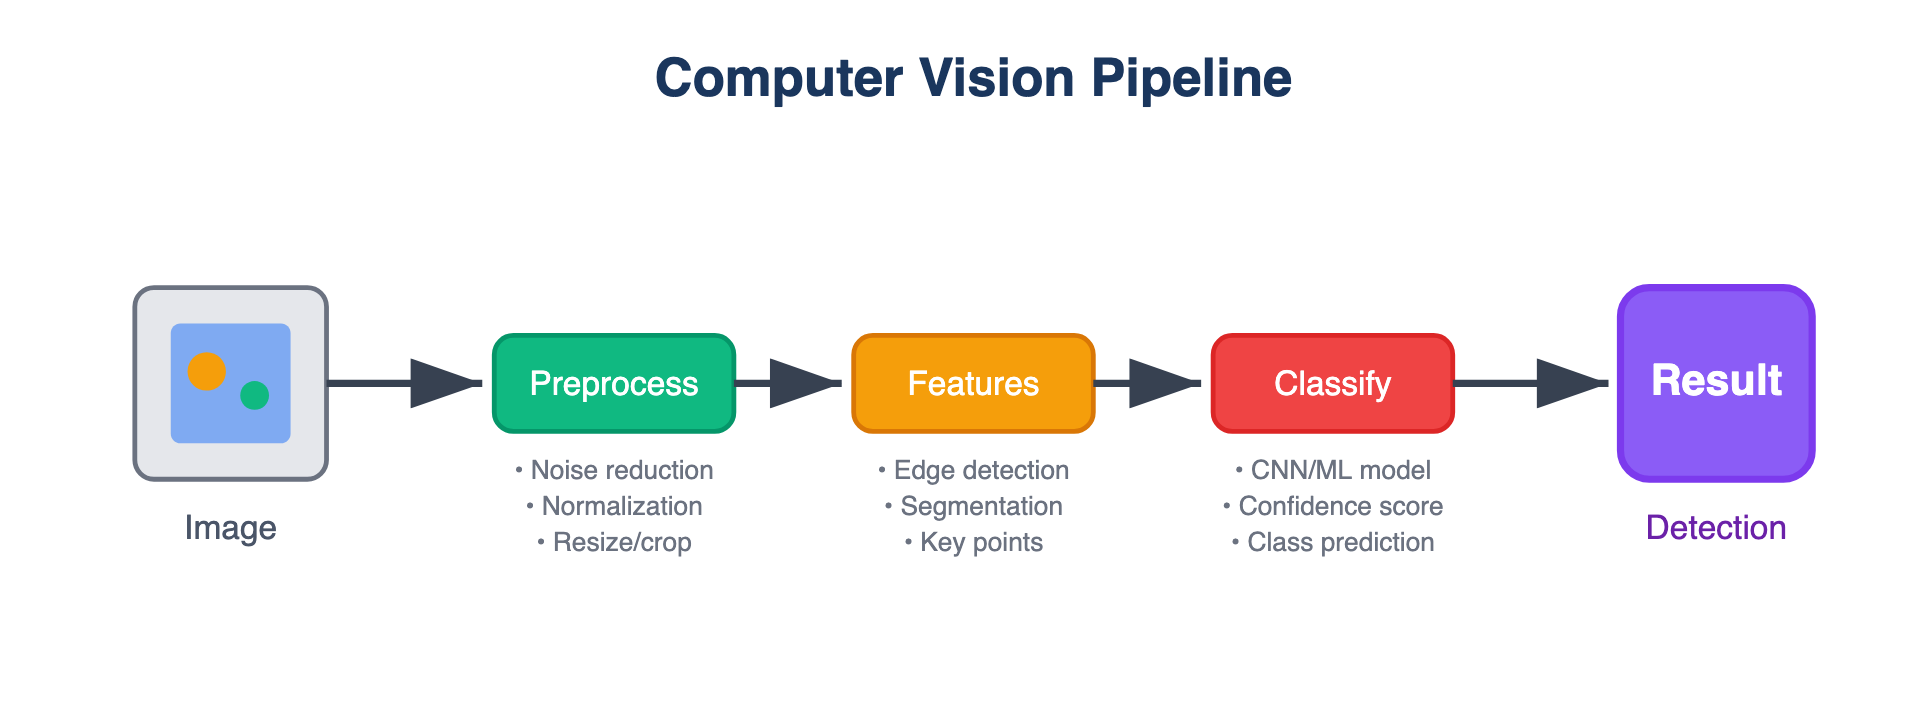 Computer Vision Pipeline
Image
Preprocess
• Noise reduction
• Normalization
• Resize/crop
Features
• Edge detection
• Segmentation
• Key points
Classify
• CNN/ML model
• Confidence score
• Class prediction
Result
Detection